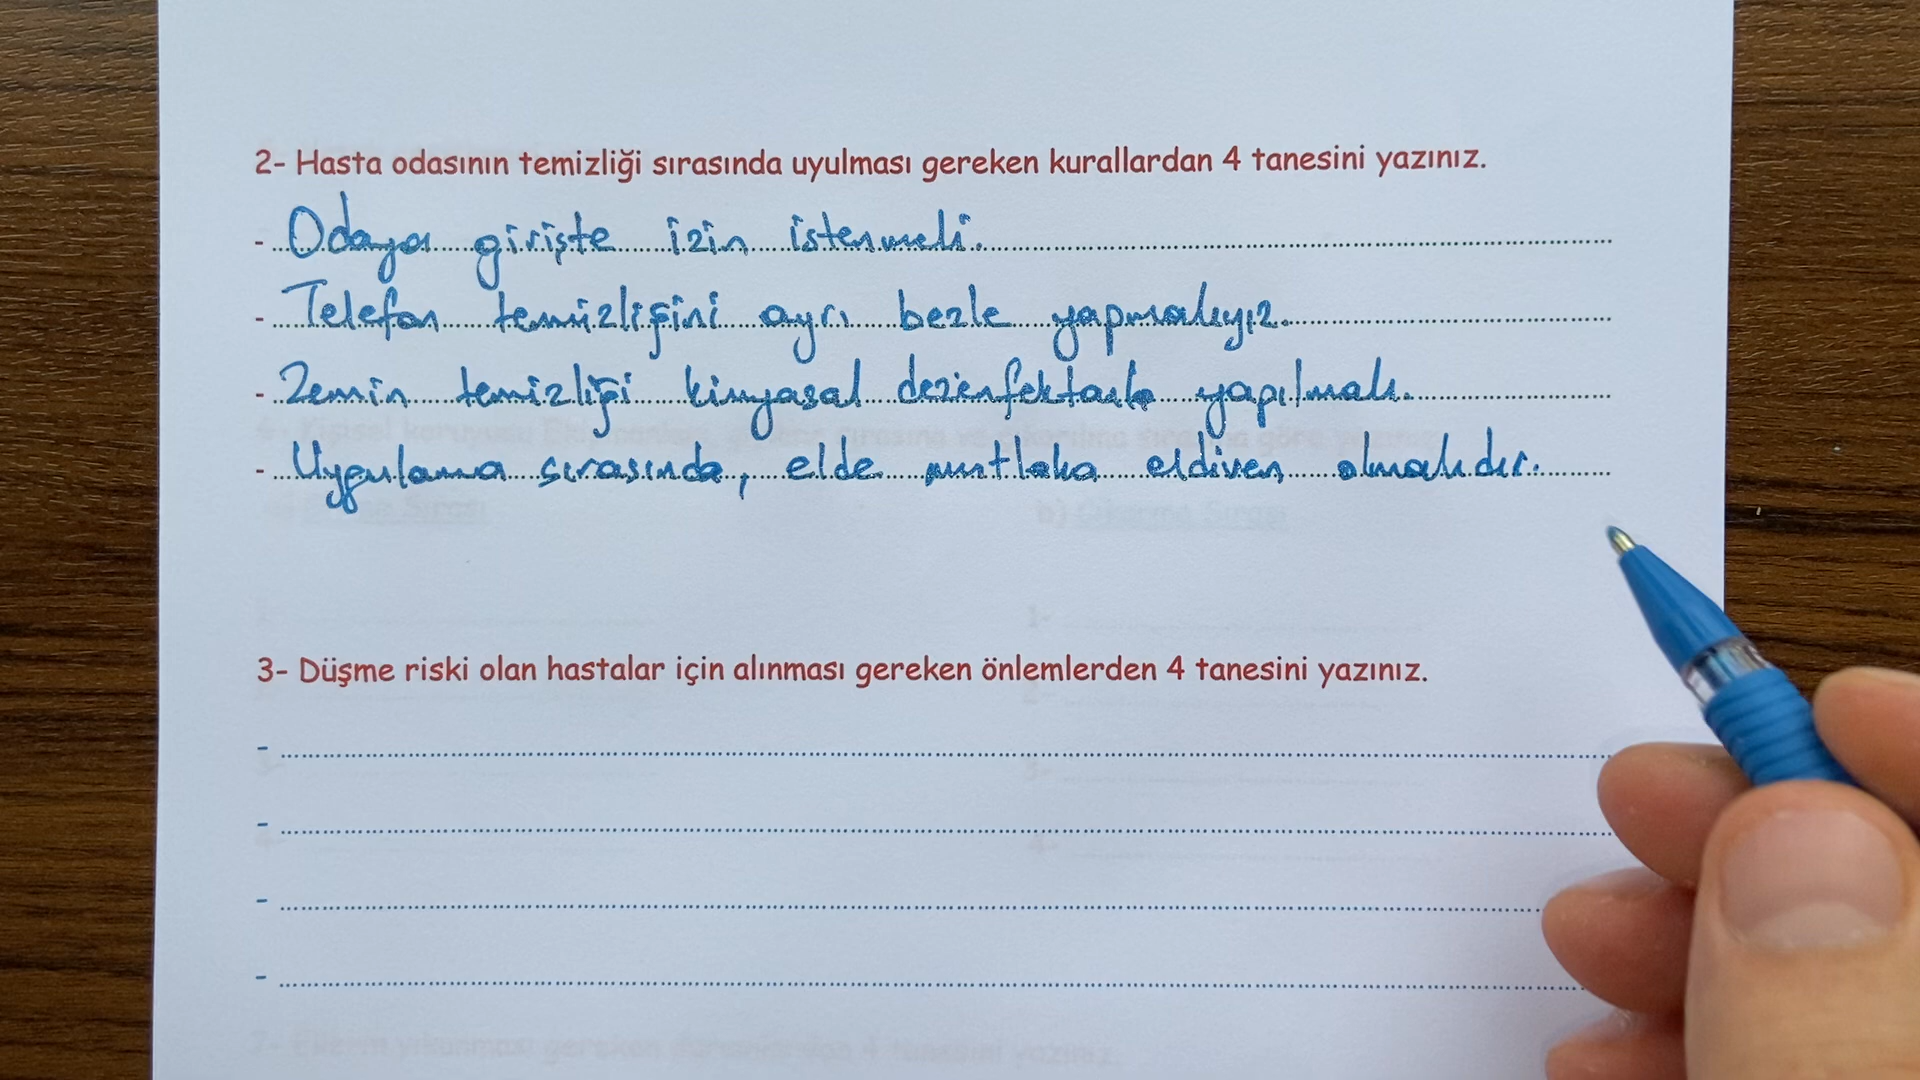 2- Hasta odasının temizliği sırasında uyulması gereken kurallardan 4 tanesini yazınız.
- Odaya girişte izin istenmeli.
- Telefon temizliğini ayrı bezle yapmalıyız.
- Zemin temizliği kimyasal dezenfektanla yapılmalı.
- Uygulama sırasında, elde mutlaka eldiven olmalıdır.
3- Düşme riski olan hastalar için alınması gereken önlemlerden 4 tanesini yazınız.
-
-
-
-